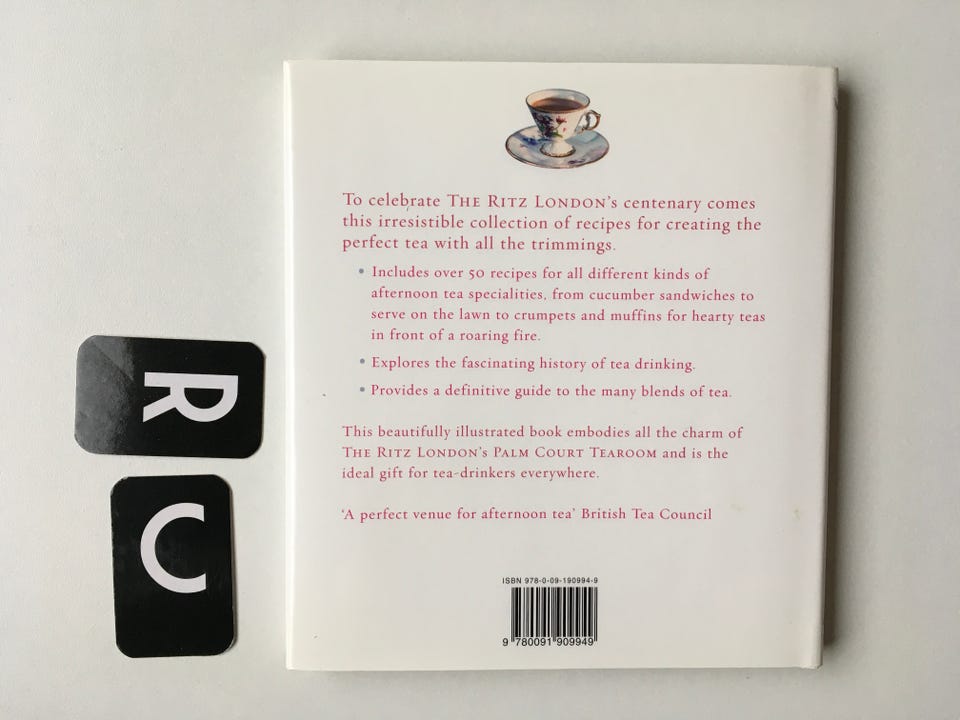 To celebrate THE RITZ LONDON's centenary comes
this irresistible collection of recipes for creating the
perfect tea with all the trimmings.
• Includes over 50 recipes for all different kinds of
afternoon tea specialities, from cucumber sandwiches to
serve on the lawn to crumpets and muffins for hearty teas
in front of a roaring fire.
• Explores the fascinating history of tea drinking.
• Provides a definitive guide to the many blends of tea.
This beautifully illustrated book embodies all the charm of
THE RITZ LONDON'S PALM COURT TEAROOM and is the
ideal gift for tea-drinkers everywhere.
'A perfect venue for afternoon tea' British Tea Council
ISBN 978-0-09-190994-9
9 780091 909949
R
C